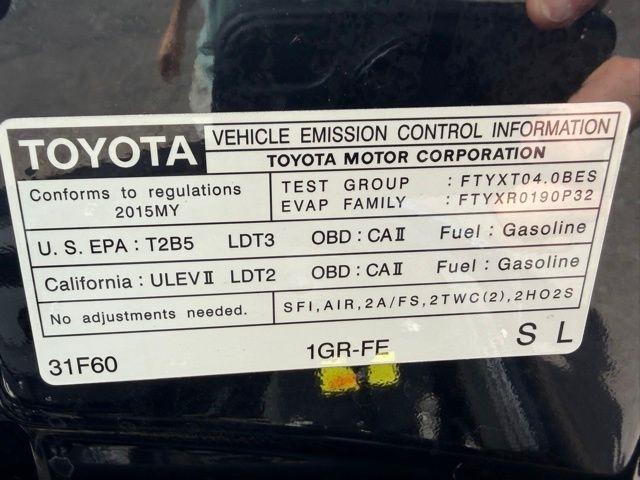 TOYOTA
VEHICLE EMISSION CONTROL INFORMATION
TOYOTA MOTOR CORPORATION
Conforms to regulations
2015MY
TEST GROUP : FTYXT04.0BES
EVAP FAMILY : FTYXR0190P32
U. S. EPA : T2B5 LDT3 OBD : CAⅡ Fuel : Gasoline
California : ULEVⅡ LDT2 OBD : CAⅡ Fuel : Gasoline
No adjustments needed.
SFI, AIR, 2A/FS, 2TWC(2), 2HO2S
31F60 1GR-FE S L